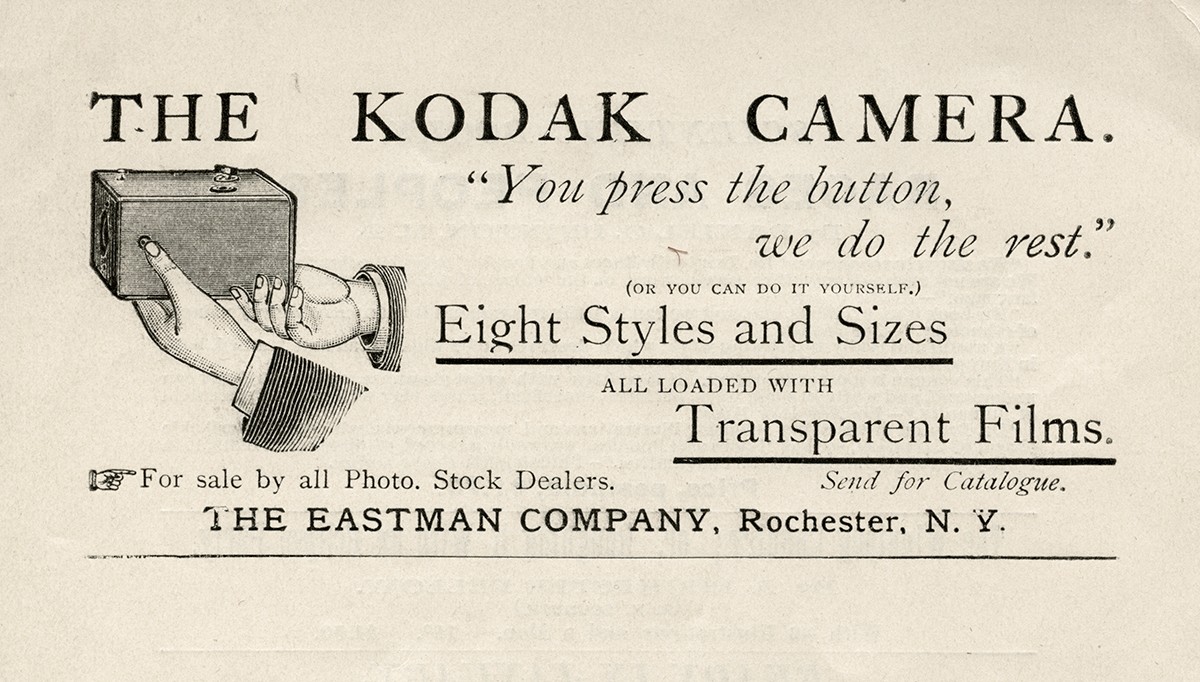 THE KODAK CAMERA.
“You press the button,
we do the rest.”
(OR YOU CAN DO IT YOURSELF.)
Eight Styles and Sizes
ALL LOADED WITH
Transparent Films.
☞For sale by all Photo. Stock Dealers.
Send for Catalogue.
THE EASTMAN COMPANY, Rochester, N. Y.